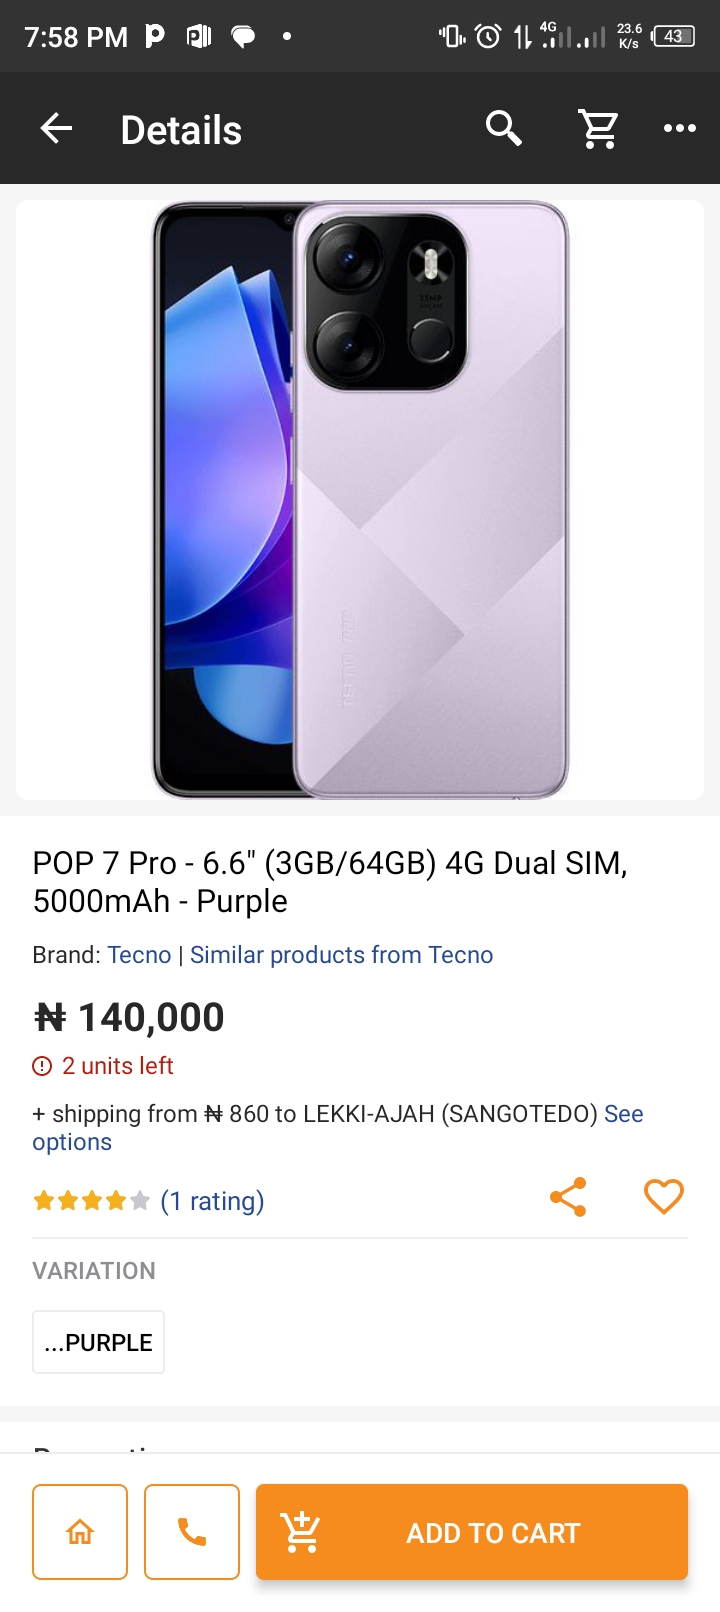 7:58 PM
4G
23.6
K/s
43
Details
POP 7 Pro - 6.6" (3GB/64GB) 4G Dual SIM,
5000mAh - Purple
Brand: Tecno | Similar products from Tecno
₦ 140,000
2 units left
+ shipping from ₦ 860 to LEKKI-AJAH (SANGOTEDO) See
options
(1 rating)
VARIATION
...PURPLE
ADD TO CART